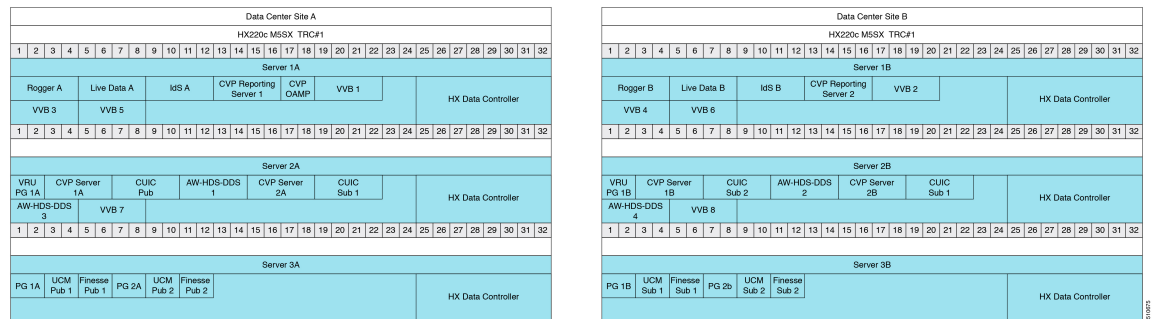 Data Center Site A
HX220c M5SX TRC#1
1 2 3 4 5 6 7 8 9 10 11 12 13 14 15 16 17 18 19 20 21 22 23 24 25 26 27 28 29 30 31 32
Server 1A
Rogger A Live Data A IdS A CVP Reporting Server 1 CVP OAMP VVB 1 HX Data Controller
VVB 3 VVB 5
1 2 3 4 5 6 7 8 9 10 11 12 13 14 15 16 17 18 19 20 21 22 23 24 25 26 27 28 29 30 31 32
Server 2A
VRU PG 1A CVP Server 1A CUIC Pub AW-HDS-DDS 1 CVP Server 2A CUIC Sub 1 HX Data Controller
AW-HDS-DDS 3 VVB 7
1 2 3 4 5 6 7 8 9 10 11 12 13 14 15 16 17 18 19 20 21 22 23 24 25 26 27 28 29 30 31 32
Server 3A
PG 1A UCM Pub 1 Finesse Pub 1 PG 2A UCM Pub 2 Finesse Pub 2 HX Data Controller
Data Center Site B
HX220c M5SX TRC#1
1 2 3 4 5 6 7 8 9 10 11 12 13 14 15 16 17 18 19 20 21 22 23 24 25 26 27 28 29 30 31 32
Server 1B
Rogger B Live Data B IdS B CVP Reporting Server 2 VVB 2 HX Data Controller
VVB 4 VVB 6
1 2 3 4 5 6 7 8 9 10 11 12 13 14 15 16 17 18 19 20 21 22 23 24 25 26 27 28 29 30 31 32
Server 2B
VRU PG 1B CVP Server 1B CUIC Sub 2 AW-HDS-DDS 2 CVP Server 2B CUIC Sub 1 HX Data Controller
AW-HDS-DDS 4 VVB 8
1 2 3 4 5 6 7 8 9 10 11 12 13 14 15 16 17 18 19 20 21 22 23 24 25 26 27 28 29 30 31 32
Server 3B
PG 1B UCM Sub 1 Finesse Sub 1 PG 2b UCM Sub 2 Finesse Sub 2 HX Data Controller